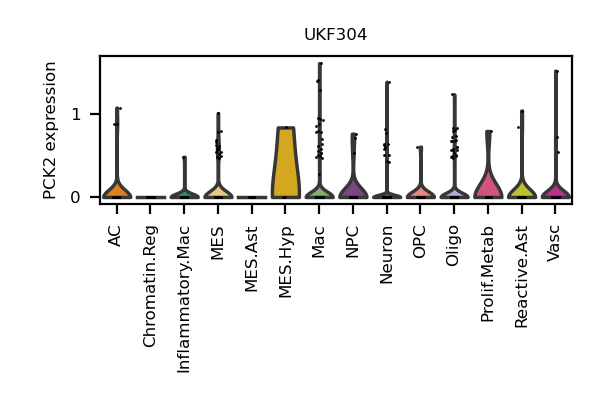 UKF304
PCK2 expression
1
0
AC
Chromatin.Reg
Inflammatory.Mac
MES
MES.Ast
MES.Hyp
Mac
NPC
Neuron
OPC
Oligo
Prolif.Metab
Reactive.Ast
Vasc